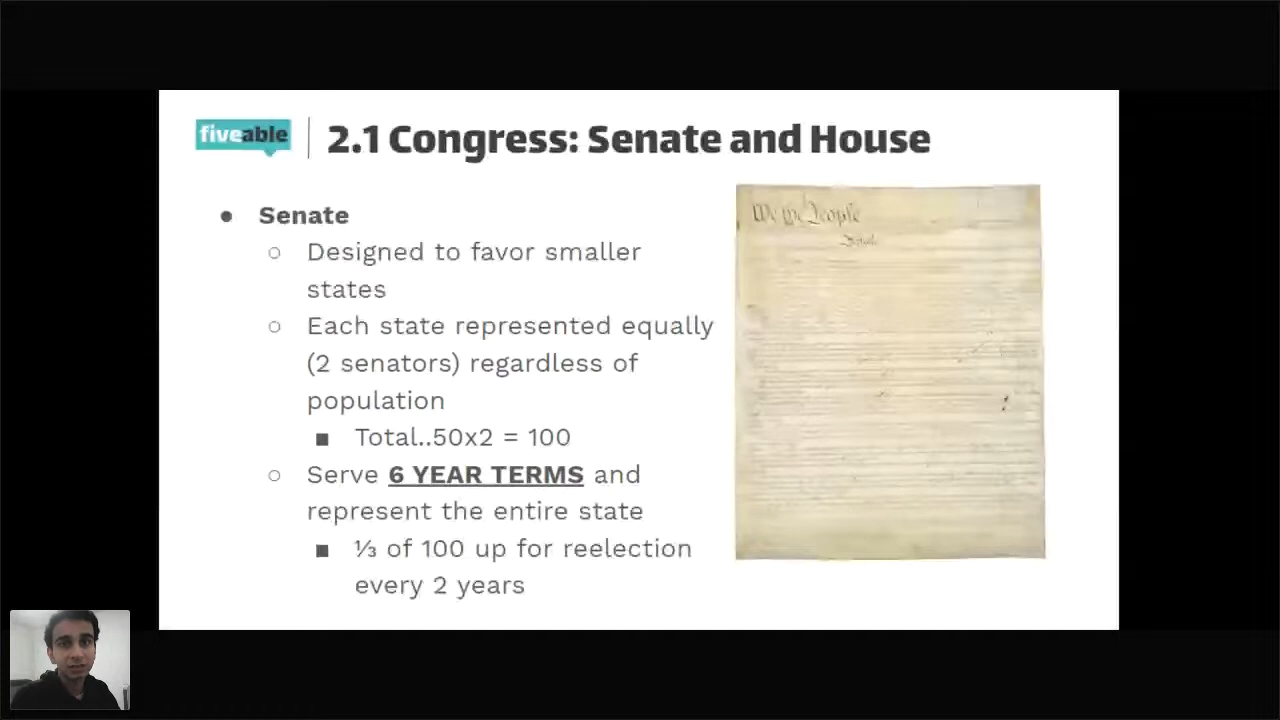 fiveable
2.1 Congress: Senate and House
● Senate
○ Designed to favor smaller
states
○ Each state represented equally
(2 senators) regardless of
population
■ Total..50x2 = 100
○ Serve 6 YEAR TERMS and
represent the entire state
■ ⅓ of 100 up for reelection
every 2 years
We the People